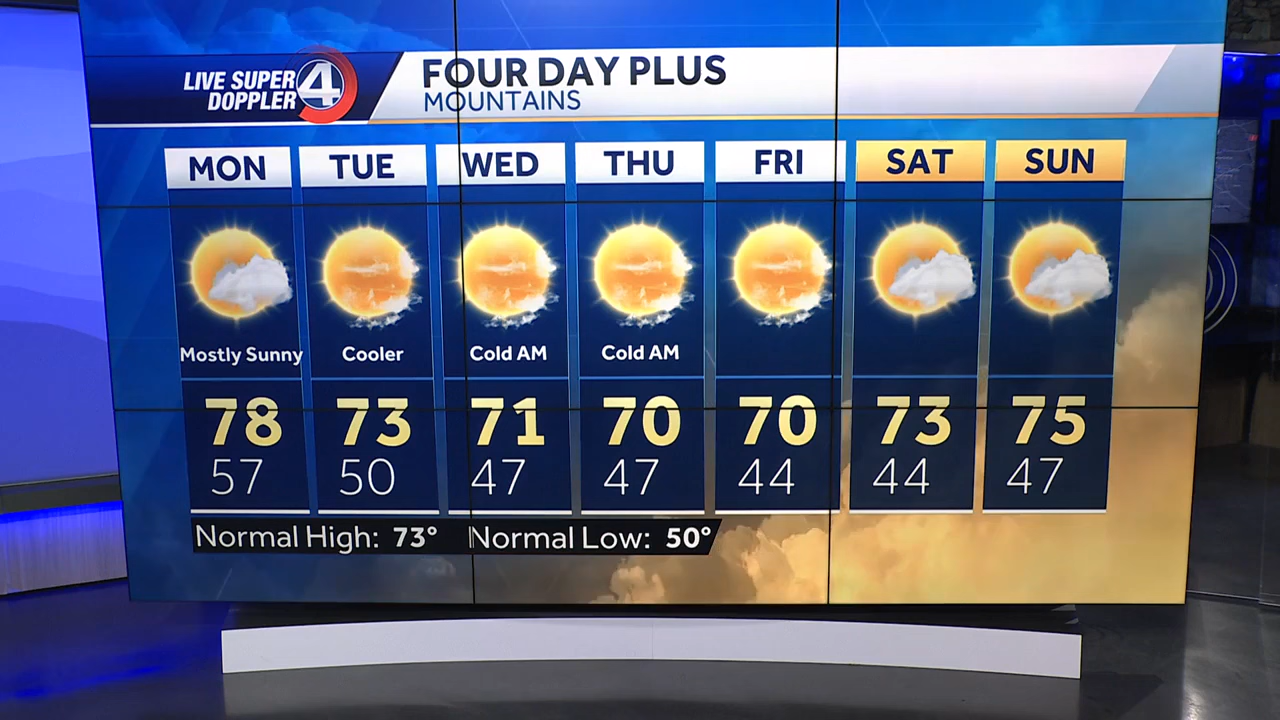 LIVE SUPER
DOPPLER 4
FOUR DAY PLUS
MOUNTAINS
MON TUE WED THU FRI SAT SUN
Mostly Sunny Cooler Cold AM Cold AM
78 73 71 70 70 73 75
57 50 47 47 44 44 47
Normal High: 73° Normal Low: 50°